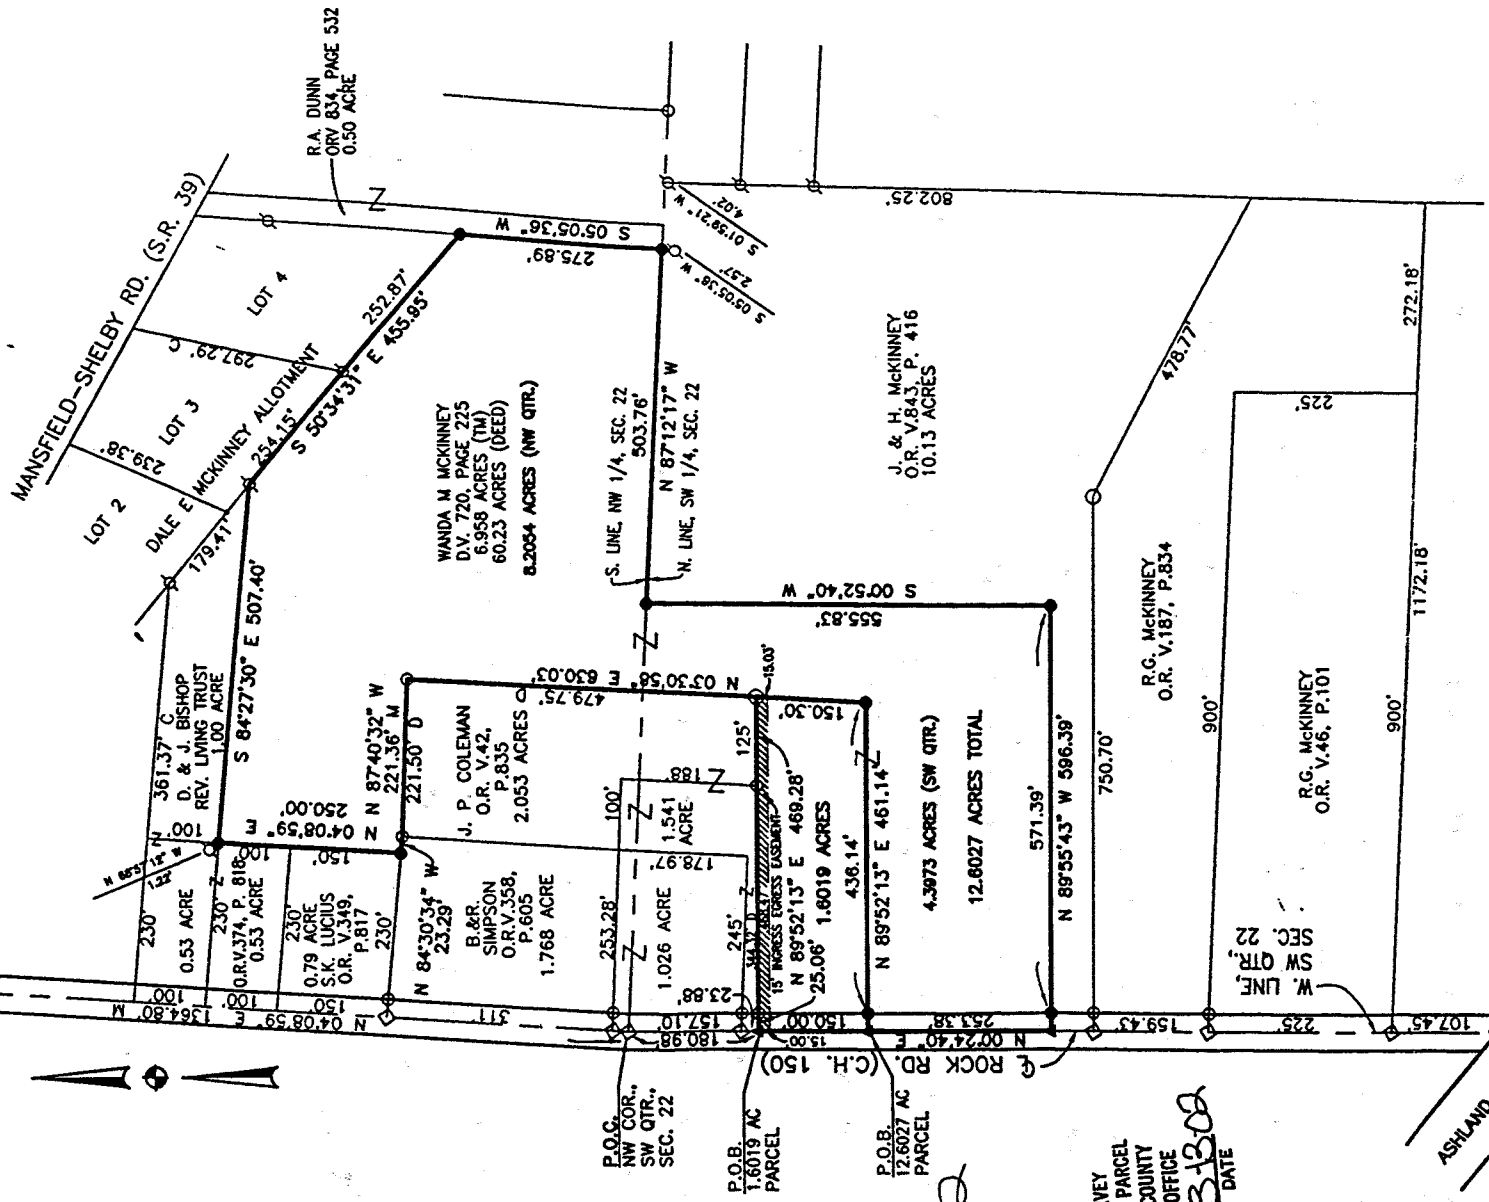 R.A. DUNN
ORV 834, PAGE 532
0.50 ACRE
MANSFIELD-SHELBY RD. (S.R. 39)
LOT 4
LOT 3
LOT 2
297.29' C
239.38'
DALE E MCKINNEY ALLOTMENT
252.87'
S 50°34'31" E 455.95'
254.15'
179.41'
S 05°05'36" W
275.89'
S 01°59'21" W
4.02'
S 05°05'38" W
2.57'
802.25'
361.37' C
D. & J. BISHOP
REV. LIVING TRUST
1.00 ACRE
S 84°27'30" E 507.40'
WANDA M MCKINNEY
D.V. 720, PAGE 225
6.958 ACRES (TM)
60.23 ACRES (DEED)
8.2054 ACRES (NW QTR.)
S. LINE, NW 1/4, SEC. 22
503.76'
N 87°12'17" W
N. LINE, SW 1/4, SEC. 22
J. & H. McKINNEY
O.R. V.843, P. 416
10.13 ACRES
478.77'
272.18'
225'
1172.18'
R.G. McKINNEY
O.R. V.187, P.834
R.G. McKINNEY
O.R. V.46, P.101
900'
900'
750.70'
S 00°52'40" W
555.83'
N 03°30'58" E 630.03'
479.75' D
15.03'
150.30'
N 87°40'32" W
221.36' M
221.50' D
J. P. COLEMAN
O.R. V.42,
P.835
2.053 ACRES
N 04°08'59" E
250.00'
100'
100'
150'
1.22'
230'
0.53 ACRE
230'
O.R.V.374, P. 818
0.53 ACRE
230'
0.79 ACRE
S.K. LUCIUS
O.R. V.349,
P.817
230'
N 84°30'34" W
23.29'
B.&R.
SIMPSON
O.R.V.358,
P.605
1.768 ACRE
100'
253.28'
188'
1.541
ACRE
178.97'
1.026 ACRE
125'
245'
15' INGRESS EGRESS EASEMENT
N 89°52'13" E 469.28'
1.6019 ACRES
23.88'
25.06'
436.14'
N 89°52'13" E 461.14'
4.3973 ACRES (SW QTR.)
12.6027 ACRES TOTAL
571.39'
N 89°55'43" W 596.39'
W. LINE,
SW QTR.,
SEC. 22
N 04°08'59" E 1364.80' M
100'
100'
150'
311'
157.10'
180.98'
15.00'
150.00'
253.38'
N 00°24'40" E
159.43'
225'
107.45'
℄ ROCK RD. (C.H. 150)
P.O.C.
NW COR.,
SW QTR.,
SEC. 22
P.O.B.
1.6019 AC
PARCEL
P.O.B.
12.6027 AC
PARCEL
VEY
PARCEL
COUNTY
OFFICE
3-13-02
DATE
ASHLAND